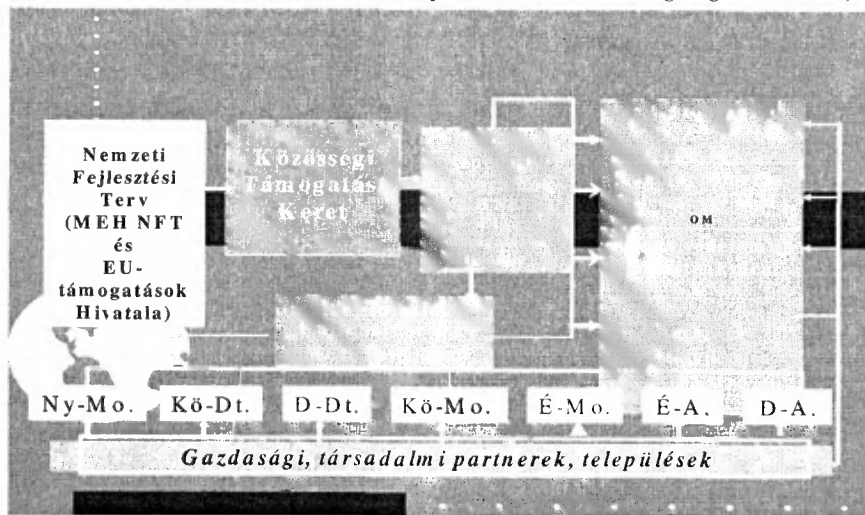 Nemzeti
Fejlesztési
Terv
(MEH NFT
és
EU-
támogatások
Hivatala)
Közösségi
Támogatás
Keret
OM
Ny-Mo. Kö-Dt. D-Dt. Kö-Mo. É-Mo. É-A. D-A.
Gazdasági, társadalmi partnerek, települések